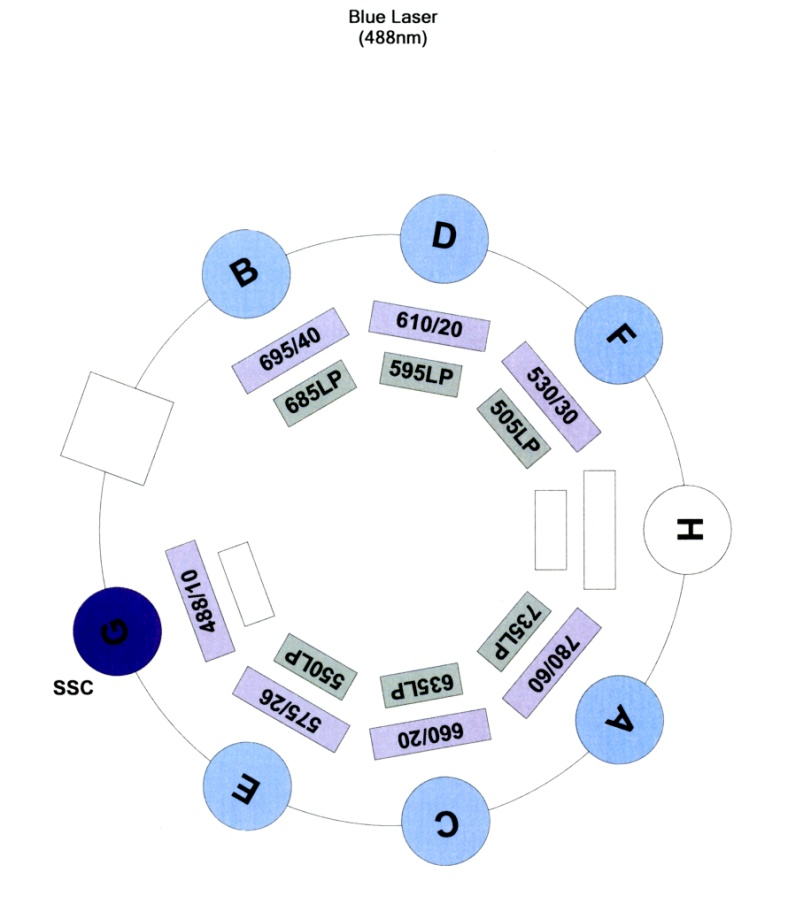 Blue Laser
(488nm)
D
B
F
610/20
695/40
595LP
530/30
685LP
505LP
H
488/10
G
SSC
735LP
780/60
550LP
635LP
575/26
660/20
A
E
C